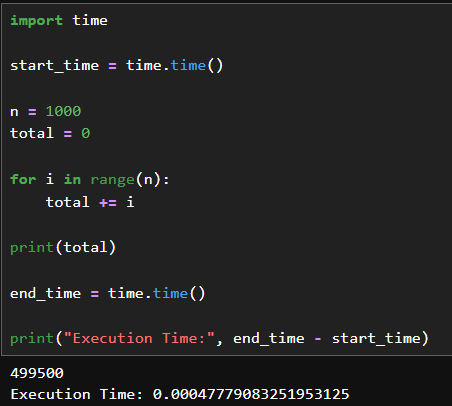 import time
start_time = time.time()
n = 1000
total = 0
for i in range(n):
    total += i
print(total)
end_time = time.time()
print("Execution Time:", end_time - start_time)
499500
Execution Time: 0.00047779083251953125